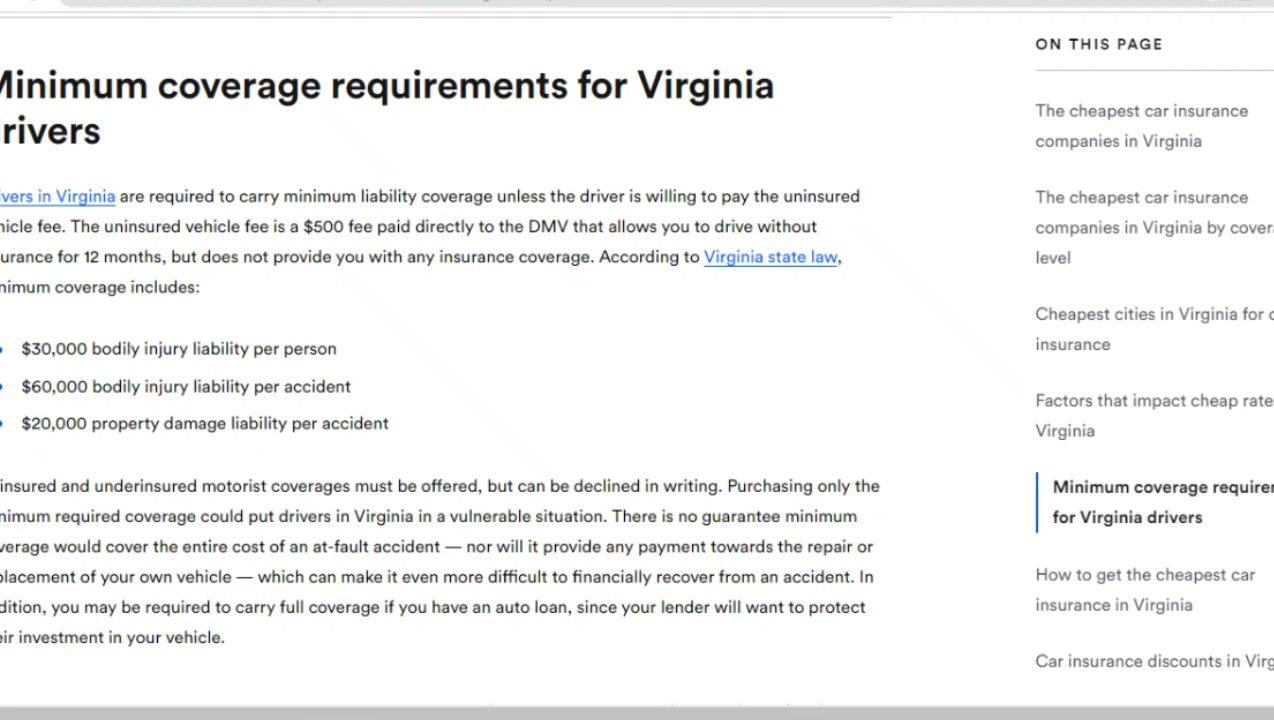 Minimum coverage requirements for Virginia
rivers
ivers in Virginia are required to carry minimum liability coverage unless the driver is willing to pay the uninsured
hicle fee. The uninsured vehicle fee is a $500 fee paid directly to the DMV that allows you to drive without
urance for 12 months, but does not provide you with any insurance coverage. According to Virginia state law,
nimum coverage includes:
$30,000 bodily injury liability per person
$60,000 bodily injury liability per accident
$20,000 property damage liability per accident
insured and underinsured motorist coverages must be offered, but can be declined in writing. Purchasing only the
nimum required coverage could put drivers in Virginia in a vulnerable situation. There is no guarantee minimum
verage would cover the entire cost of an at-fault accident — nor will it provide any payment towards the repair or
placement of your own vehicle — which can make it even more difficult to financially recover from an accident. In
dition, you may be required to carry full coverage if you have an auto loan, since your lender will want to protect
eir investment in your vehicle.
ON THIS PAGE
The cheapest car insurance
companies in Virginia
The cheapest car insurance
companies in Virginia by cover
level
Cheapest cities in Virginia for c
insurance
Factors that impact cheap rate
Virginia
Minimum coverage require
for Virginia drivers
How to get the cheapest car
insurance in Virginia
Car insurance discounts in Virg